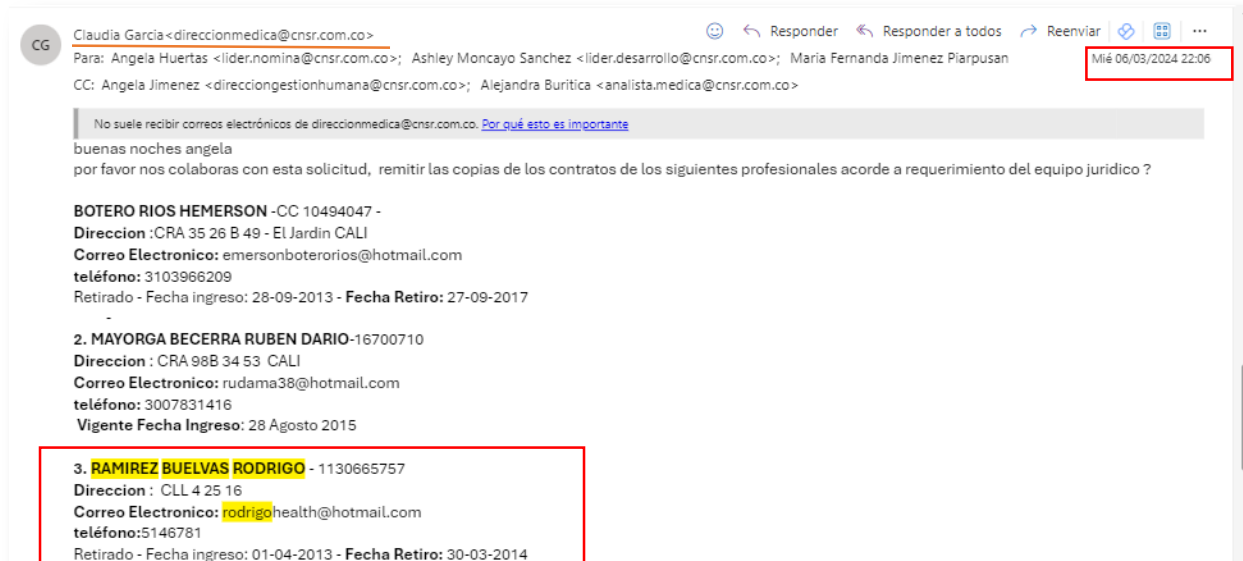 CG
Claudia Garcia<direccionmedica@cnsr.com.co>
Responder Responder a todos Reenviar ...
Para: Angela Huertas <lider.nomina@cnsr.com.co>; Ashley Moncayo Sanchez <lider.desarrollo@cnsr.com.co>; Maria Fernanda Jimenez Piarpusan
Mié 06/03/2024 22:06
CC: Angela Jimenez <direcciongestionhumana@cnsr.com.co>; Alejandra Buritica <analista.medica@cnsr.com.co>
No suele recibir correos electrónicos de direccionmedica@cnsr.com.co. Por qué esto es importante
buenas noches angela
por favor nos colaboras con esta solicitud, remitir las copias de los contratos de los siguientes profesionales acorde a requerimiento del equipo juridico ?
BOTERO RIOS HEMERSON -CC 10494047 -
Direccion :CRA 35 26 B 49 - El Jardin CALI
Correo Electronico: emersonboterorios@hotmail.com
teléfono: 3103966209
Retirado - Fecha ingreso: 28-09-2013 - Fecha Retiro: 27-09-2017
-
2. MAYORGA BECERRA RUBEN DARIO-16700710
Direccion : CRA 98B 34 53 CALI
Correo Electronico: rudama38@hotmail.com
teléfono: 3007831416
Vigente Fecha Ingreso: 28 Agosto 2015
3. RAMIREZ BUELVAS RODRIGO - 1130665757
Direccion : CLL 4 25 16
Correo Electronico: rodrigohealth@hotmail.com
teléfono:5146781
Retirado - Fecha ingreso: 01-04-2013 - Fecha Retiro: 30-03-2014